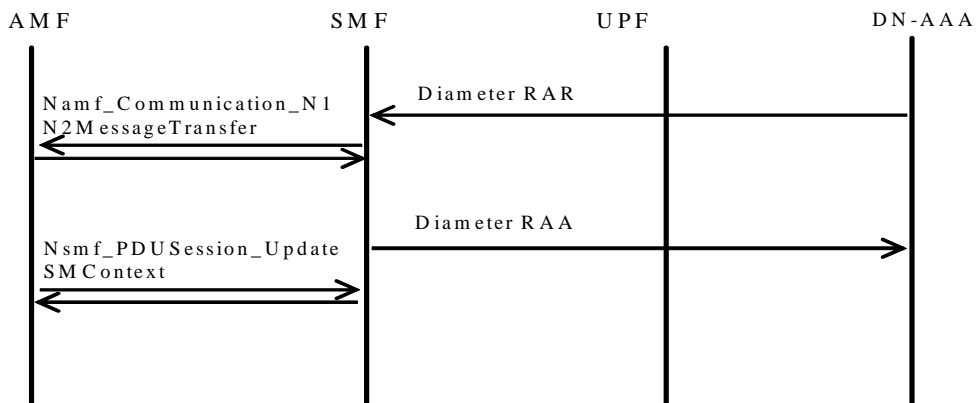 AMF
SMF
UPF
DN-AAA
Diameter RAR
Namf_Communication_N1
N2MessageTransfer
Diameter RAA
Nsmf_PDUSession_Update
SMContext